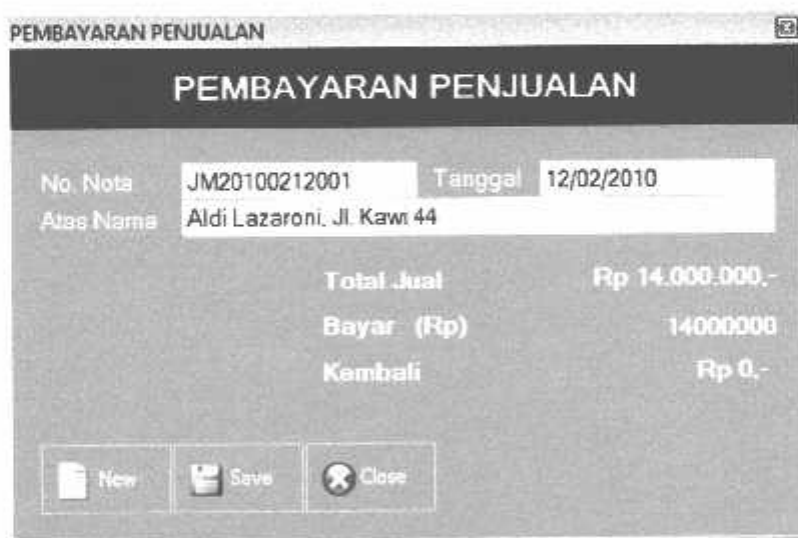 PEMBAYARAN PENJUALAN
PEMBAYARAN PENJUALAN
No. Nota JM20100212001 Tanggal 12/02/2010
Atas Nama Aldi Lazaroni, Jl. Kawi 44
Total Jual Rp 14.000.000,-
Bayar (Rp) 14000000
Kembali Rp 0,-
New Save Close